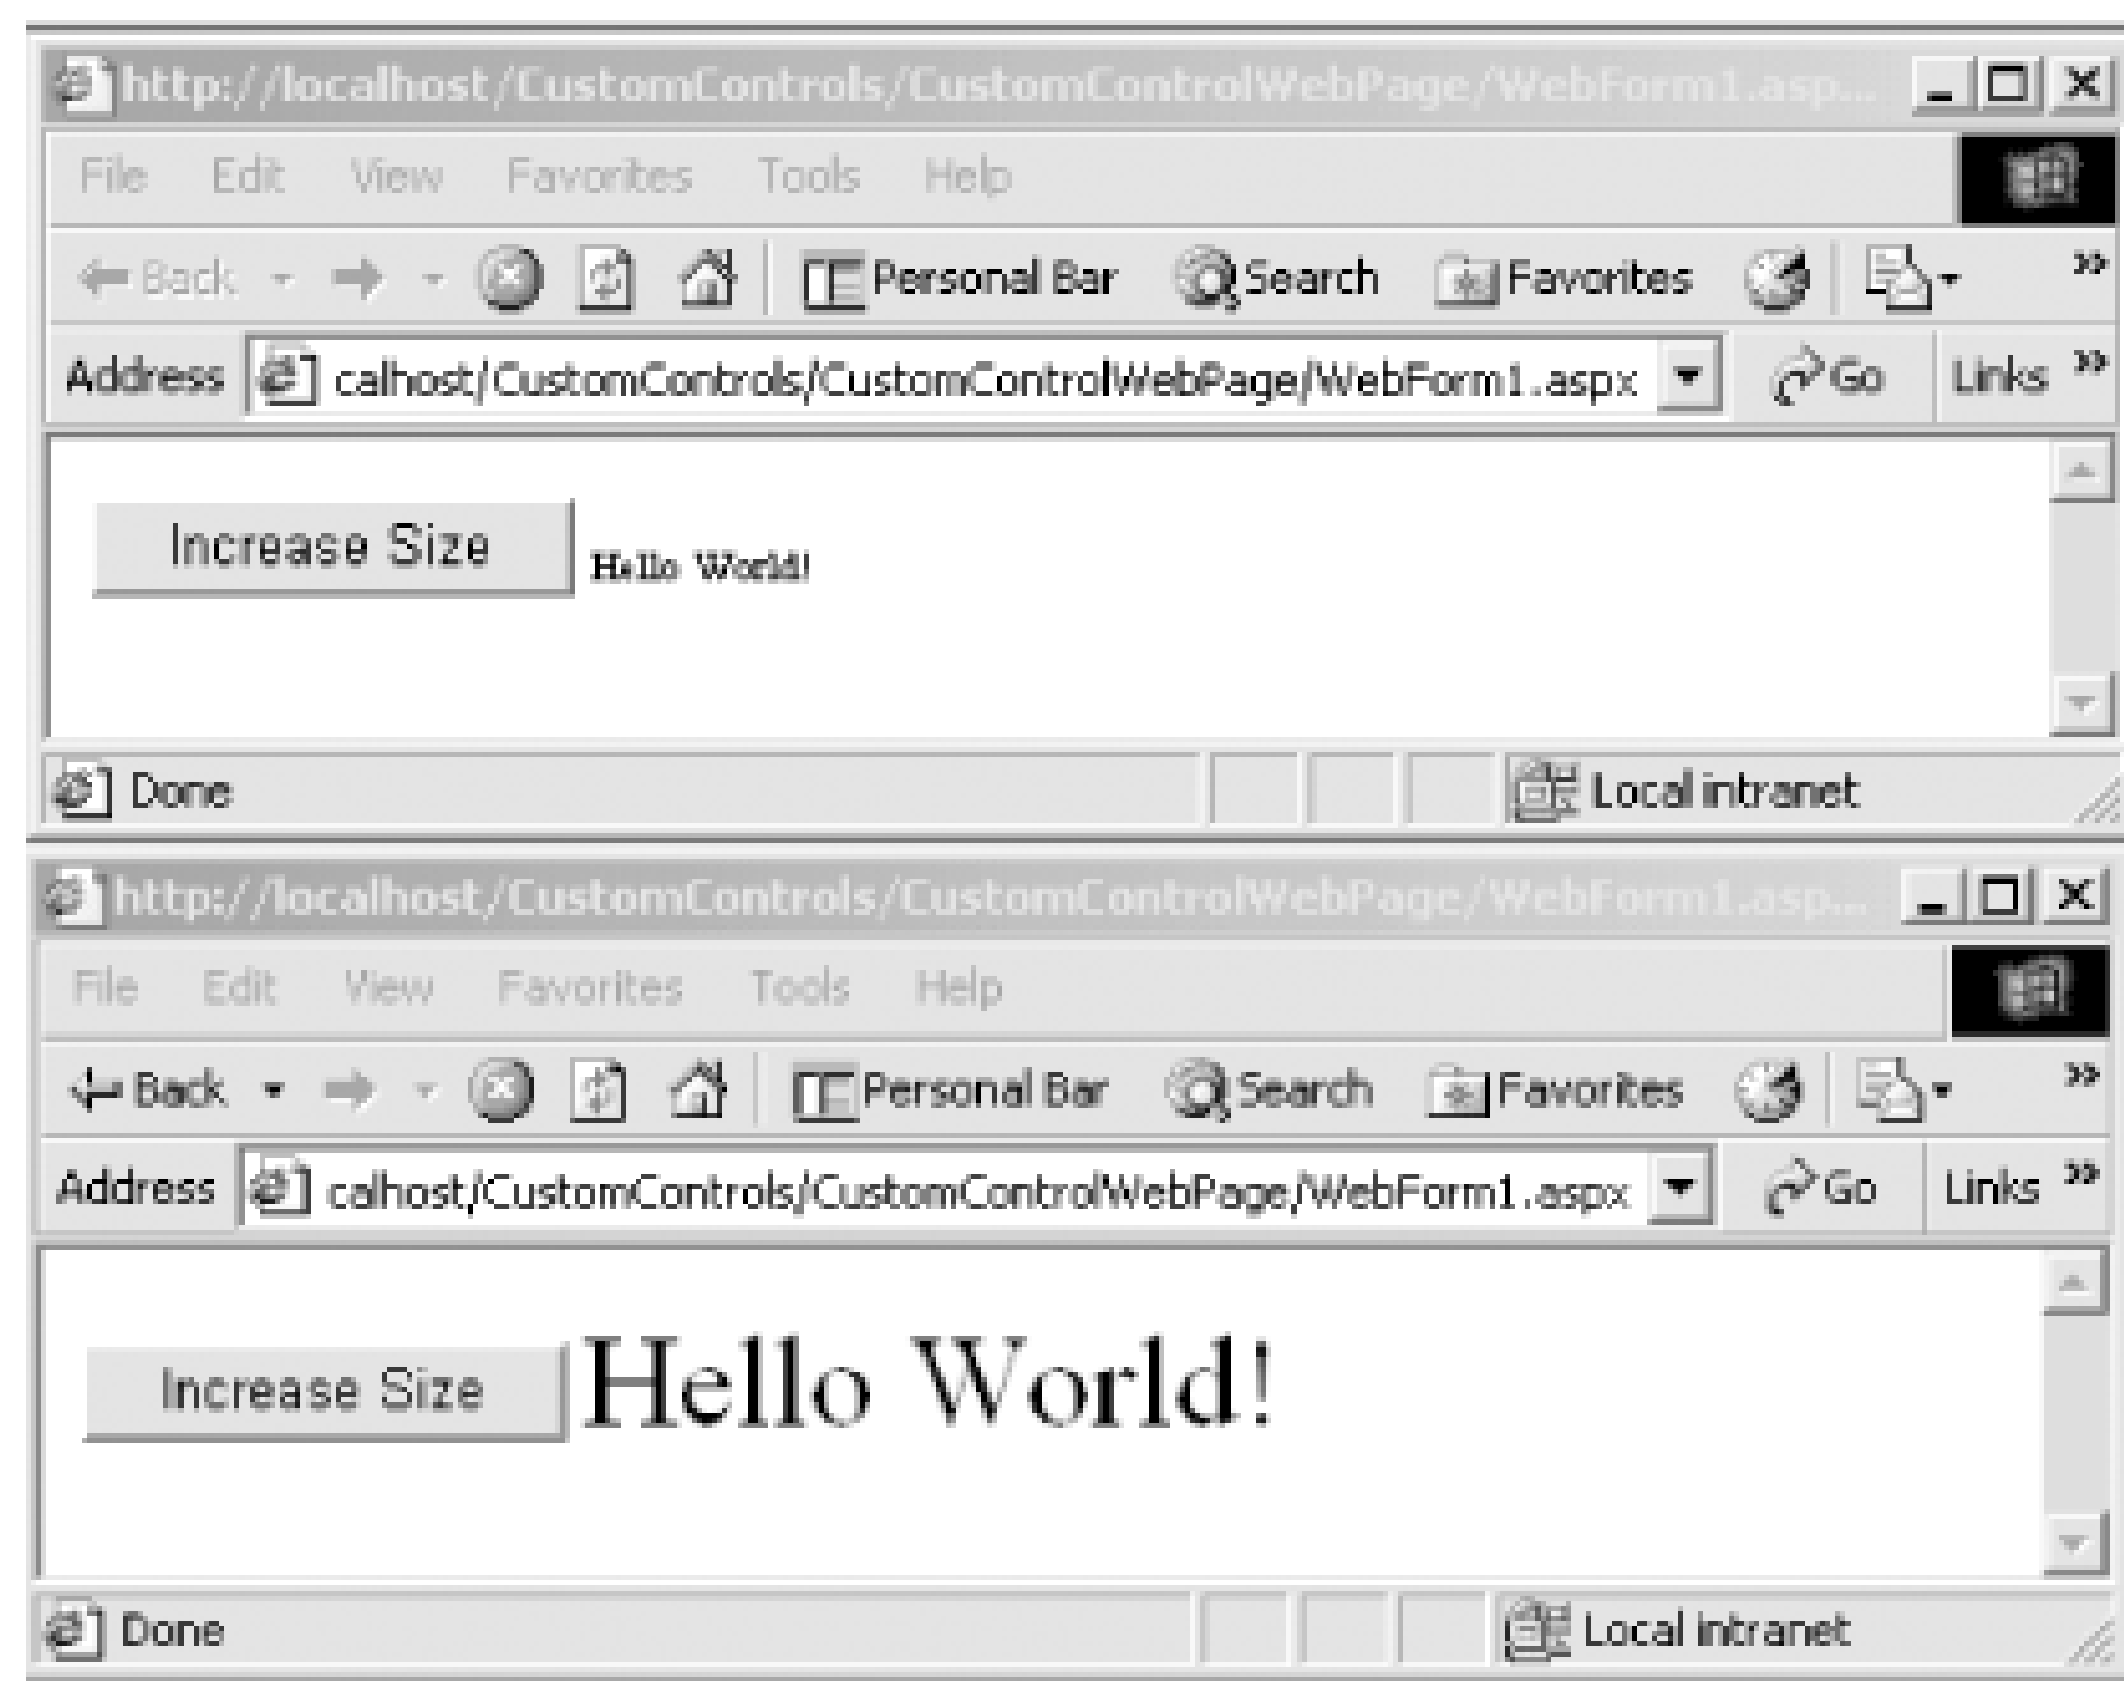 http://localhost/CustomControls/CustomControlWebPage/WebForm1.asp...
File Edit View Favorites Tools Help
Back Personal Bar Search Favorites »
Address calhost/CustomControls/CustomControlWebPage/WebForm1.aspx Go Links »
Increase Size Hello World!
Done Local intranet
http://localhost/CustomControls/CustomControlWebPage/WebForm1.asp...
File Edit View Favorites Tools Help
Back Personal Bar Search Favorites »
Address calhost/CustomControls/CustomControlWebPage/WebForm1.aspx Go Links »
Increase Size Hello World!
Done Local intranet